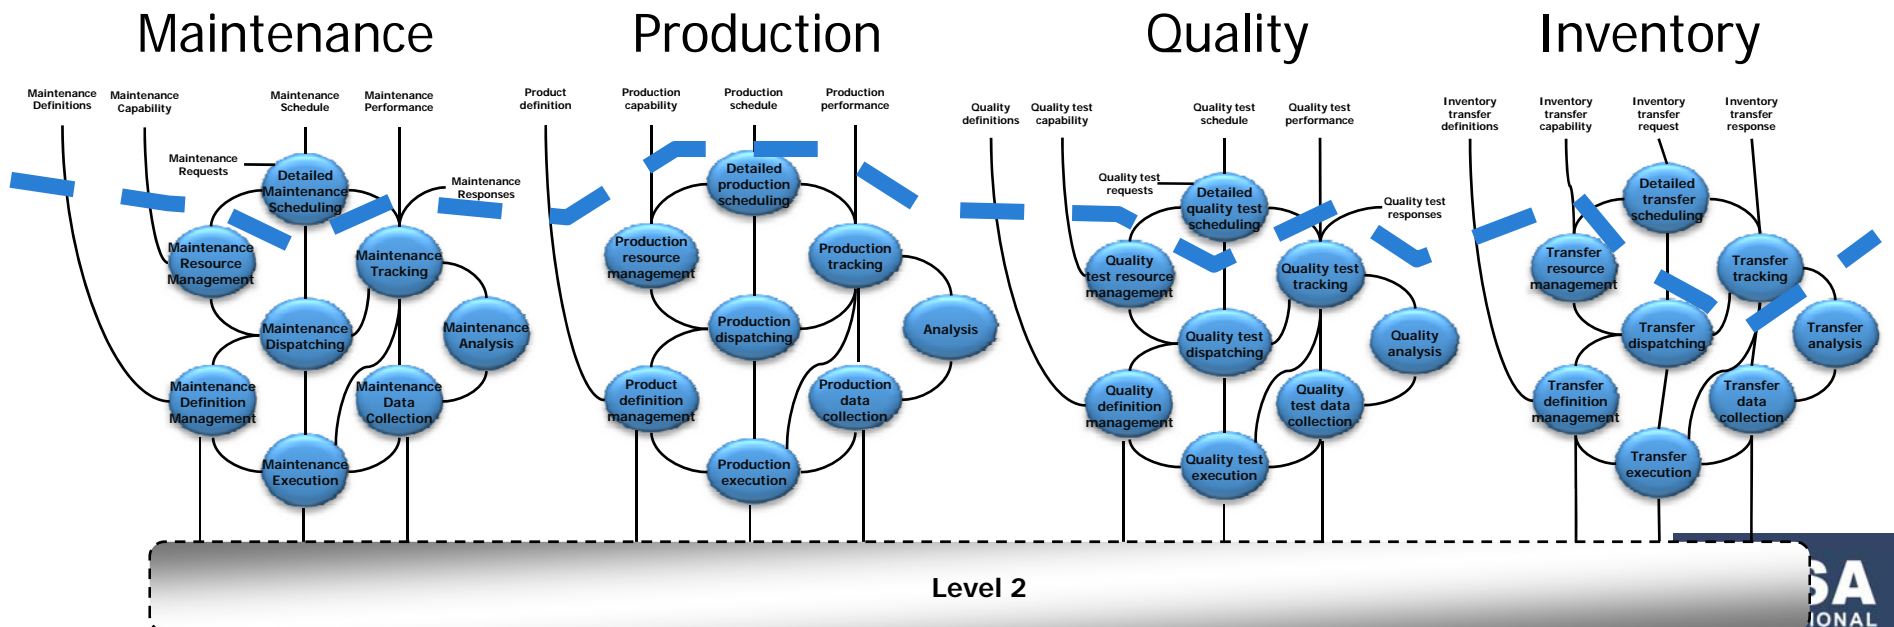 Maintenance
Production
Quality
Inventory
Maintenance
Definitions
Maintenance
Capability
Maintenance
Schedule
Maintenance
Performance
Maintenance
Requests
Maintenance
Responses
Detailed
Maintenance
Scheduling
Maintenance
Resource
Management
Maintenance
Tracking
Maintenance
Dispatching
Maintenance
Analysis
Maintenance
Definition
Management
Maintenance
Data
Collection
Maintenance
Execution
Product
definition
Production
capability
Production
schedule
Production
performance
Detailed
production
scheduling
Production
resource
management
Production
tracking
Production
dispatching
Analysis
Product
definition
management
Production
data
collection
Production
execution
Quality
definitions
Quality test
capability
Quality test
schedule
Quality test
performance
Quality test
requests
Quality test
responses
Detailed
quality test
scheduling
Quality
test resource
management
Quality test
tracking
Quality test
dispatching
Quality
analysis
Quality
definition
management
Quality
test data
collection
Quality test
execution
Inventory
transfer
definitions
Inventory
transfer
capability
Inventory
transfer
request
Inventory
transfer
response
Detailed
transfer
scheduling
Transfer
resource
management
Transfer
tracking
Transfer
dispatching
Transfer
analysis
Transfer
definition
management
Transfer
data
collection
Transfer
execution
Level 2
SA
IONAL